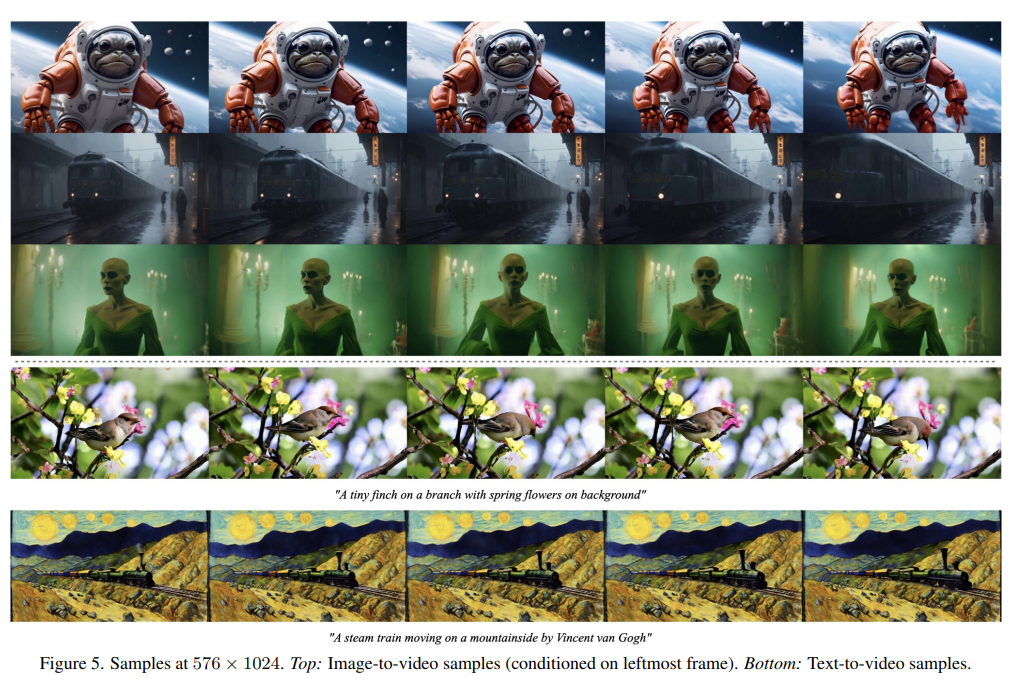 "A tiny finch on a branch with spring flowers on background"
"A steam train moving on a mountainside by Vincent van Gogh"
Figure 5. Samples at 576 × 1024. Top: Image-to-video samples (conditioned on leftmost frame). Bottom: Text-to-video samples.